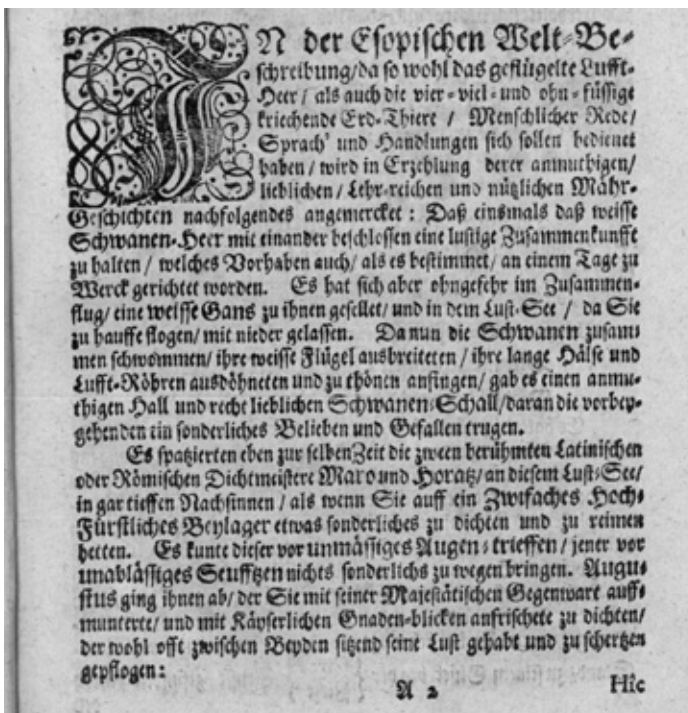 IN der Esopischen Welt-Be-
schreibung/da so wohl das geflügelte Lufft-
Heer / als auch die vier-viel-und ohn-füssige
kriechende Erd-Thiere / Menschlicher Rede/
Sprach' und Handlungen sich sollen bedienet
haben / wird in Erzehlung derer anmuthigen/
lieblichen / Lehr-reichen und nützlichen Mähr-
Geschichten nachfolgendes angemercket : Daß einsmals daß weisse
Schwanen-Heer mit einander beschlossen eine lustige Zusammenkunfft
zu halten / welches Vorhaben auch/ als es bestimmet/ an einem Tage zu
Werck gerichtet worden. Es hat sich aber ohngefehr im Zusammen-
flug/ eine weisse Gans zu ihnen gesellet/ und in dem Lust-See / da Sie
zu hauffe flogen/ mit nieder gelassen. Da nun die Schwanen zusam-
men schwommen/ ihre weisse Flügel ausbreiteten / ihre lange Hälse und
Lufft-Röhren ausdöhneten und zu thönen anfingen/ gab es einen anmu-
thigen Hall und recht lieblichen Schwanen-Schall/daran die vorbey-
gehenden ein sonderliches Belieben und Gefallen trugen.
Es spatzierten eben zur selben Zeit die zween berühmten Latinischen
oder Römischen Dichtmeistere Maro und Horatz/ an diesem Lust-See/
in gar tieffen Nachsinnen / als wenn Sie auff ein Zwifaches Hoch-
Fürstliches Beylager etwas sonderliches zu dichten und zu reimen
hetten. Es kunte dieser vor unmässiges Augen-trieffen / jener vor
unablässiges Seufftzen nichts sonderlichs zu wegen bringen. Augu-
stus ging ihnen ab/ der Sie mit seiner Majestätischen Gegenwart auff-
munterte/ und mit Käyserlichen Gnaden-blicken anfrischete zu dichten/
der wohl offt zwischen Beyden sitzend seine Lust gehabt und zu schertzen
gepflogen:
A 2
Hic